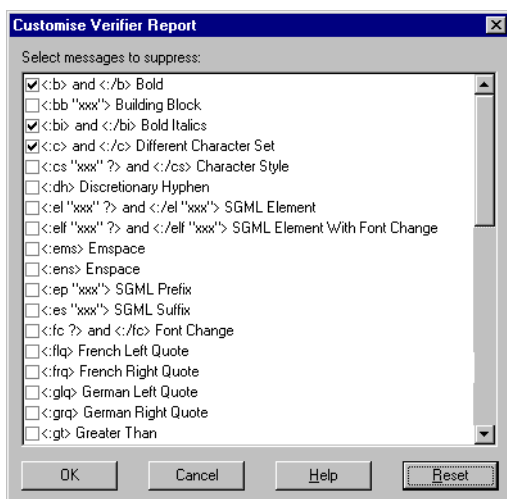 Customise Verifier Report
Select messages to suppress:
<:b> and <:/b> Bold
<:bb "xxx"> Building Block
<:bi> and <:/bi> Bold Italics
<:c> and <:/c> Different Character Set
<:cs "xxx" ?> and <:/cs> Character Style
<:dh> Discretionary Hyphen
<:el "xxx" ?> and <:/el "xxx"> SGML Element
<:elf "xxx" ?> and <:/elf "xxx"> SGML Element With Font Change
<:ems> Emspace
<:ens> Enspace
<:ep "xxx"> SGML Prefix
<:es "xxx"> SGML Suffix
<:fc ?> and <:/fc> Font Change
<:flq> French Left Quote
<:frq> French Right Quote
<:glq> German Left Quote
<:grq> German Right Quote
<:gt> Greater Than
OK Cancel Help Reset